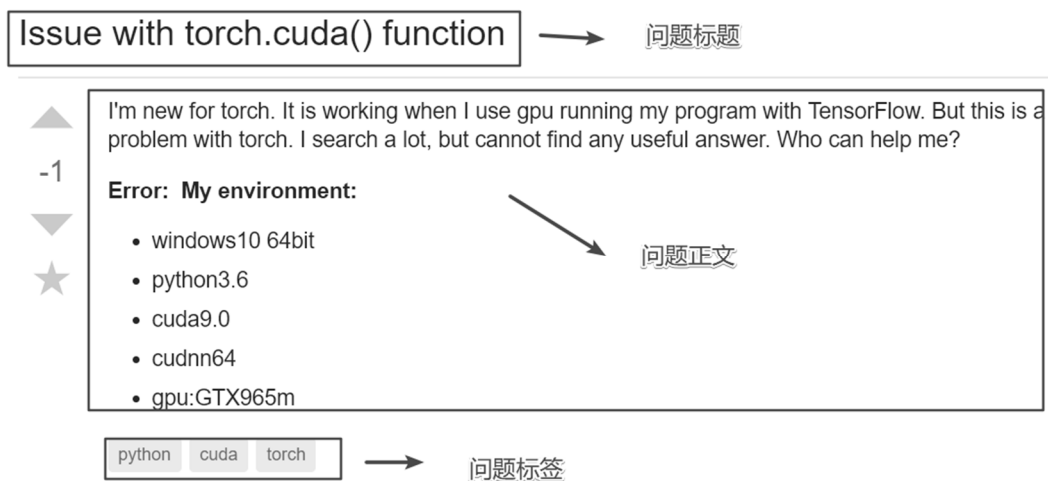 Issue with torch.cuda() function
问题标题
I'm new for torch. It is working when I use gpu running my program with TensorFlow. But this is a
problem with torch. I search a lot, but cannot find any useful answer. Who can help me?
-1
Error: My environment:
windows10 64bit
问题正文
python3.6
cuda9.0
cudnn64
gpu:GTX965m
python cuda torch
问题标签